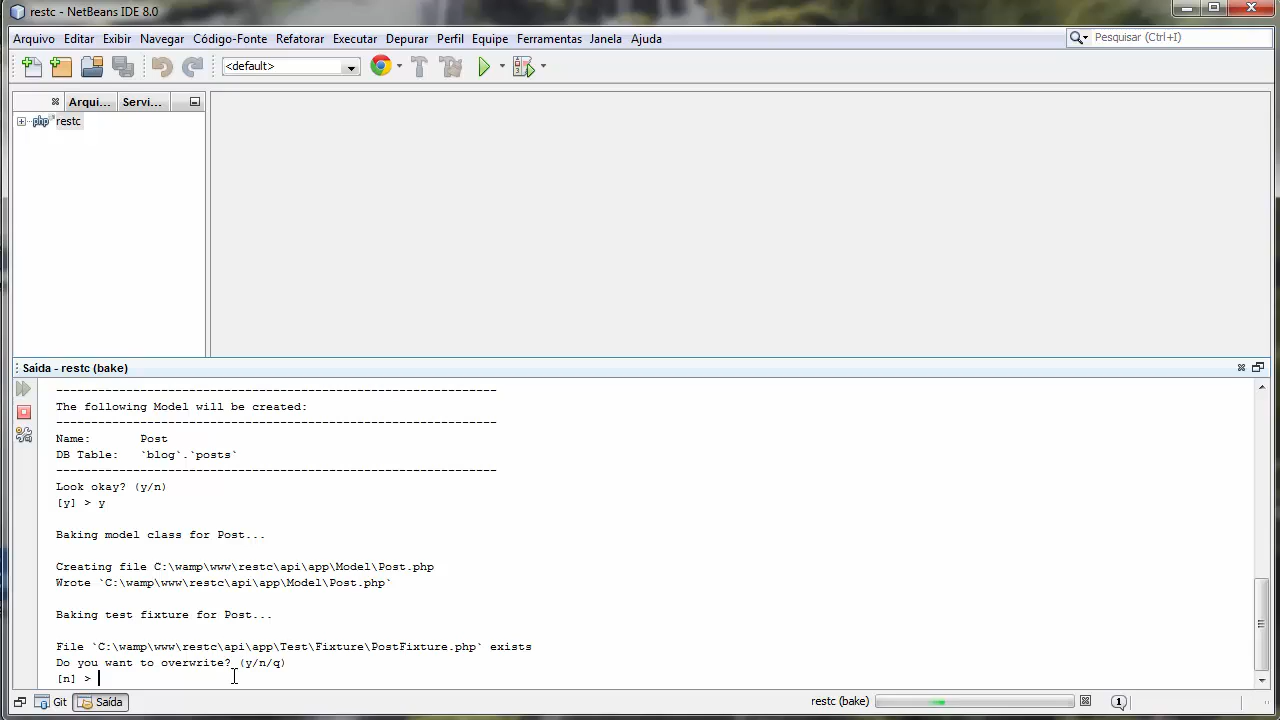 restc - NetBeans IDE 8.0
Arquivo Editar Exibir Navegar Código-Fonte Refatorar Executar Depurar Perfil Equipe Ferramentas Janela Ajuda
Pesquisar (Ctrl+I)
<default>
Arqui... Servi...
php restc
Saída - restc (bake)
--------------------------------------------------------------
The following Model will be created:
--------------------------------------------------------------
Name: Post
DB Table: `blog`.`posts`
--------------------------------------------------------------
Look okay? (y/n)
[y] > y
Baking model class for Post...
Creating file C:\wamp\www\restc\api\app\Model\Post.php
Wrote `C:\wamp\www\restc\api\app\Model\Post.php`
Baking test fixture for Post...
File `C:\wamp\www\restc\api\app\Test\Fixture\PostFixture.php` exists
Do you want to overwrite? (y/n/q)
[n] >
Git Saída restc (bake) 1